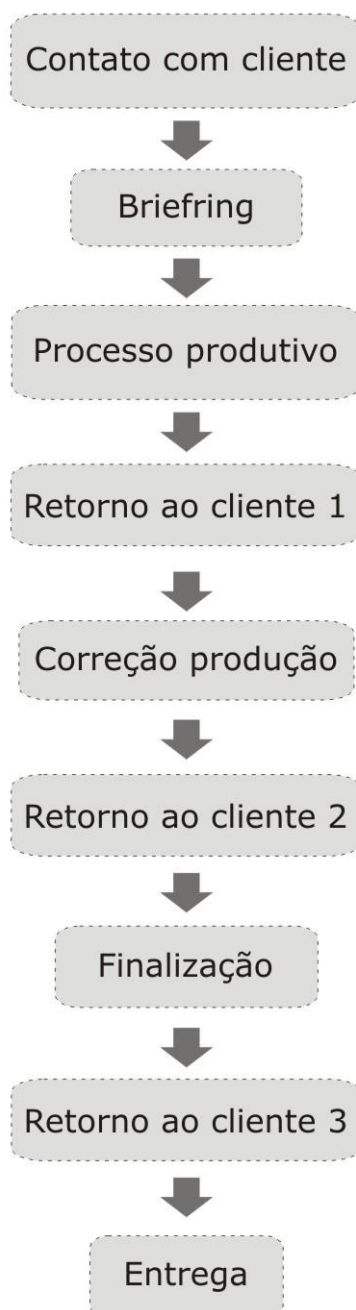 Contato com cliente
Briefring
Processo produtivo
Retorno ao cliente 1
Correção produção
Retorno ao cliente 2
Finalização
Retorno ao cliente 3
Entrega